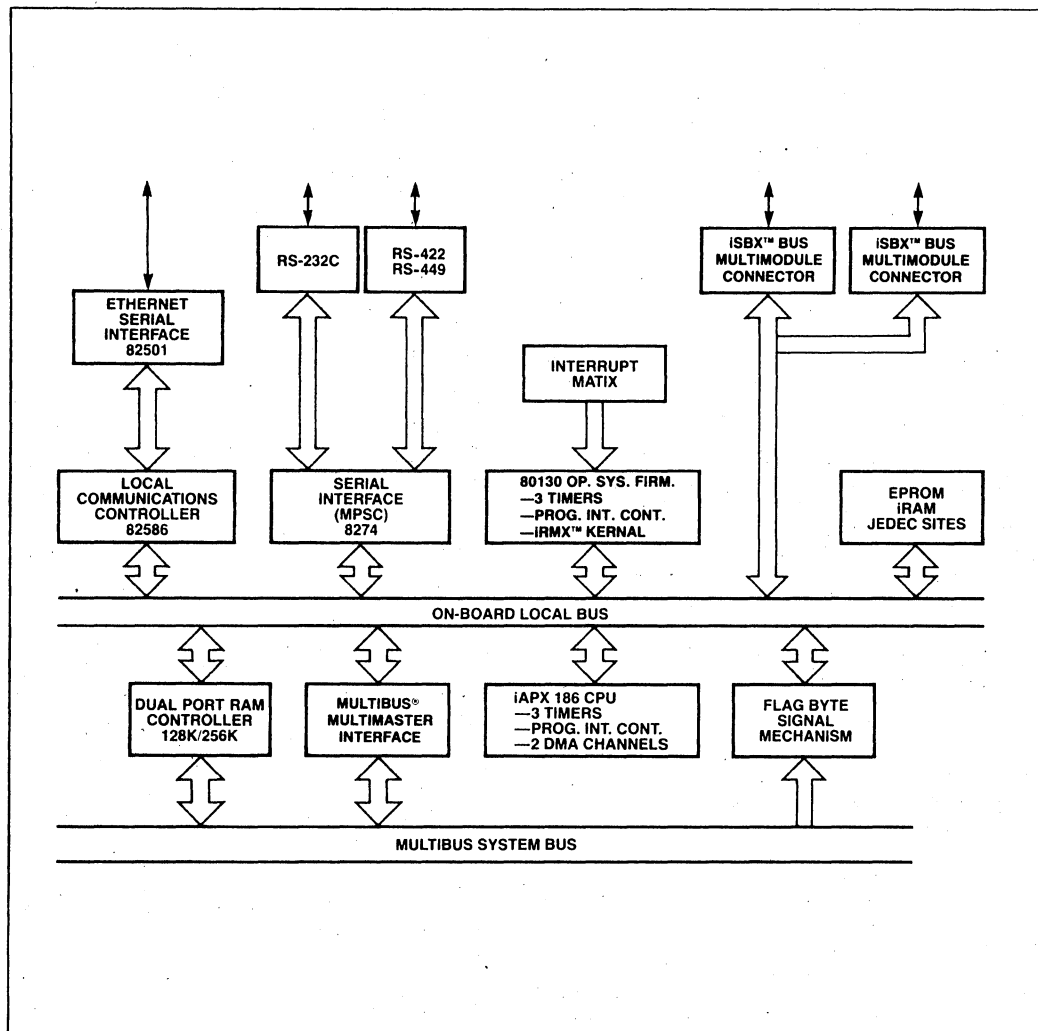 RS-232C
RS-422
RS-449
iSBX™ BUS
MULTIMODULE
CONNECTOR
iSBX™ BUS
MULTIMODULE
CONNECTOR
ETHERNET
SERIAL
INTERFACE
82501
INTERRUPT
MATIX
LOCAL
COMMUNICATIONS
CONTROLLER
82586
SERIAL
INTERFACE
(MPSC)
8274
80130 OP. SYS. FIRM.
—3 TIMERS
—PROG. INT. CONT.
—iRMX™ KERNAL
EPROM
iRAM
JEDEC SITES
ON-BOARD LOCAL BUS
DUAL PORT RAM
CONTROLLER
128K/256K
MULTIBUS®
MULTIMASTER
INTERFACE
iAPX 186 CPU
—3 TIMERS
—PROG. INT. CONT.
—2 DMA CHANNELS
FLAG BYTE
SIGNAL
MECHANISM
MULTIBUS SYSTEM BUS